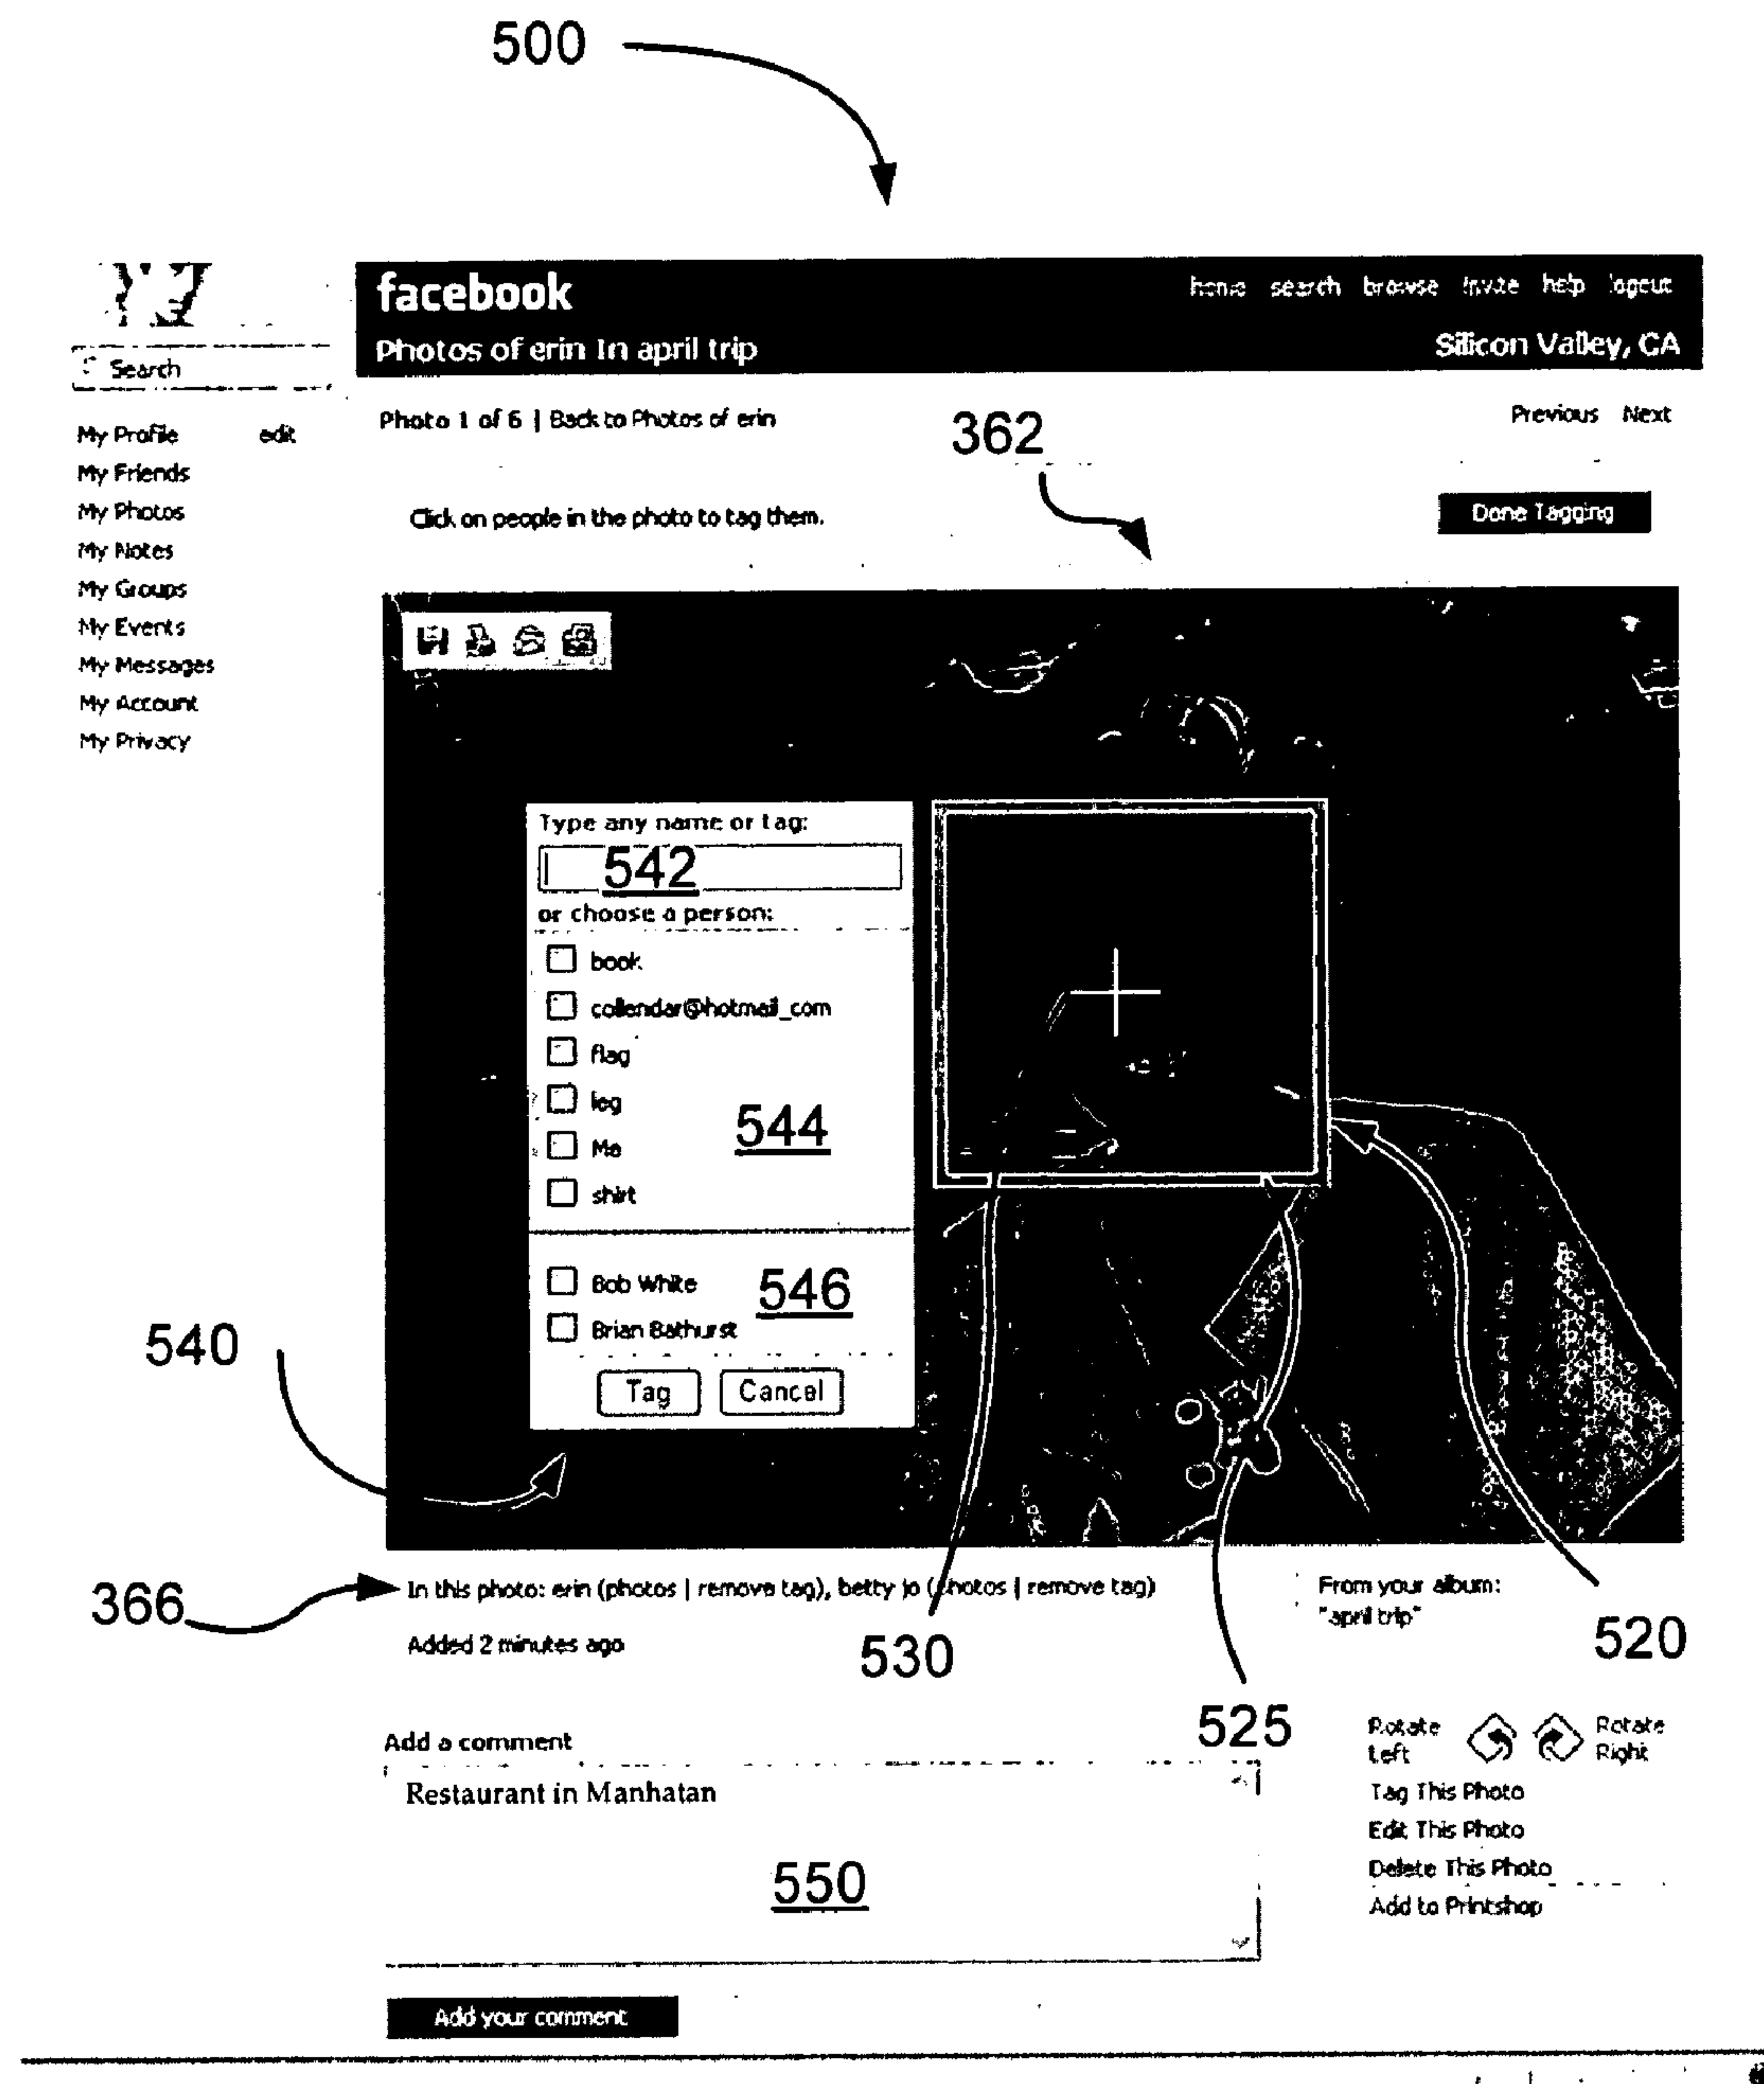 500
facebook
home search browse invite help logout
Photos of erin In april trip
Silicon Valley, CA
Search
Photo 1 of 6 | Back to Photos of erin
Previous Next
362
My Profile edit
My Friends
My Photos
My Notes
My Groups
My Events
My Messages
My Account
My Privacy
Click on people in the photo to tag them.
Done Tagging
Type any name or tag:
542
or choose a person:
book
collendar@hotmail_com
flag
leg
Me
shirt
544
Bob White
Brian Bathurst
546
Tag Cancel
540
366
In this photo: erin (photos | remove tag), betty jo (photos | remove tag)
Added 2 minutes ago
From your album:
"april trip"
530
525
520
Add a comment
Restaurant in Manhatan
550
Rotate Left
Rotate Right
Tag This Photo
Edit This Photo
Delete This Photo
Add to Printshop
Add your comment